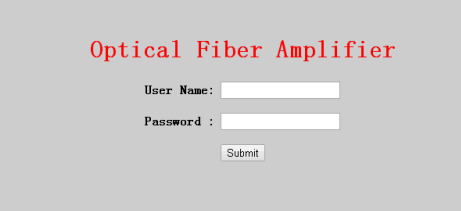 Optical Fiber Amplifier
User Name:
Password :
Submit